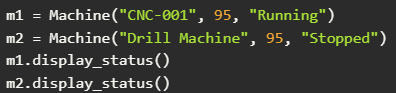 m1 = Machine("CNC-001", 95, "Running")
m2 = Machine("Drill Machine", 95, "Stopped")
m1.display_status()
m2.display_status()